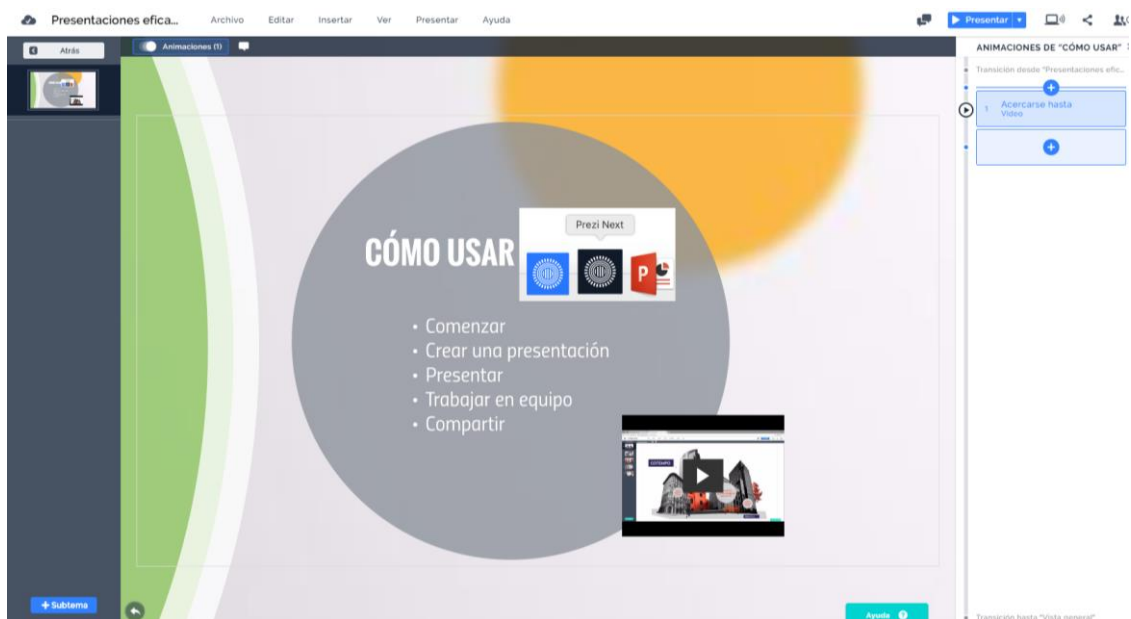 Presentaciones efica...
Archivo Editar Insertar Ver Presentar Ayuda
Presentar
Atrás
Animaciones (1)
ANIMACIONES DE "CÓMO USAR"
Transición desde "Presentaciones efic...
1 Acercarse hasta
Vídeo
Prezi Next
CÓMO USAR
P
• Comenzar
• Crear una presentación
• Presentar
• Trabajar en equipo
• Compartir
+ Subtema
Ayuda ?
Transición hasta "Vista general"